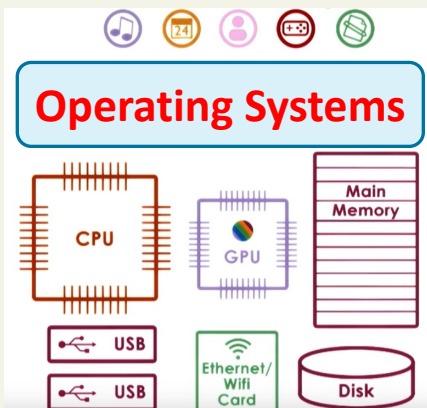 24
Operating Systems
CPU
GPU
Main
Memory
USB
Ethernet/
Wifi
Card
USB
Disk